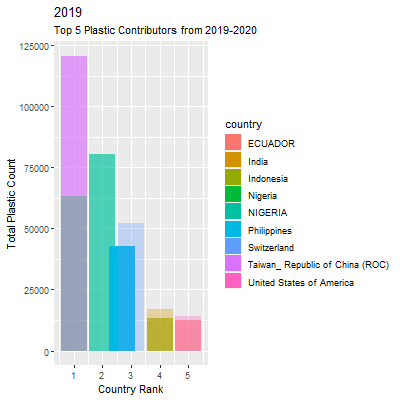 2019
Top 5 Plastic Contributors from 2019-2020
125000
100000
75000
50000
25000
0
Total Plastic Count
1 2 3 4 5
Country Rank
country
ECUADOR
India
Indonesia
Nigeria
NIGERIA
Philippines
Switzerland
Taiwan_ Republic of China (ROC)
United States of America